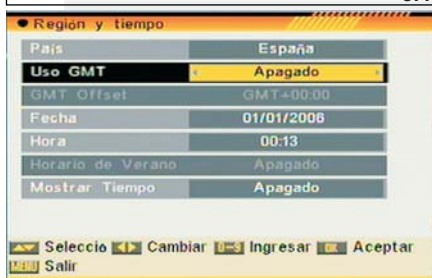 Región y tiempo
País España
Uso GMT Apagado
GMT Offset GMT+00:00
Fecha 01/01/2006
Hora 00:13
Horario de Verano Apagado
Mostrar Tiempo Apagado
Seleccio Cambiar 0-9 Ingresar OK Aceptar
MENU Salir